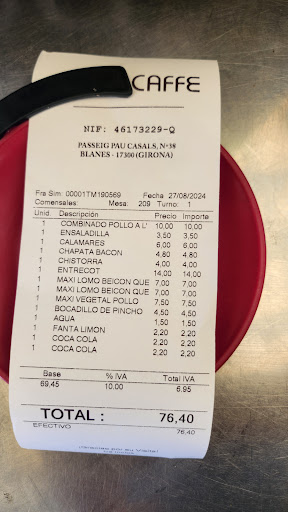 CAFFE
NIF: 46173229-Q
PASSEIG PAU CASALS, Nº38
BLANES - 17300 (GIRONA)
Fra Sim: 00001TM190569 Fecha 27/08/2024
Comensales: Mesa: 209 Turno: 1
Unid. Descripción Precio Importe
1 COMBINADO POLLO A L' 10,00 10,00
1 ENSALADILLA 3,50 3,50
1 CALAMARES 6,00 6,00
1 CHAPATA BACON 4,80 4,80
1 CHISTORRA 4,00 4,00
1 ENTRECOT 14,00 14,00
1 MAXI LOMO BEICON QUE 7,00 7,00
1 MAXI LOMO BEICON QUE 7,00 7,00
1 MAXI VEGETAL POLLO 7,50 7,50
1 BOCADILLO DE PINCHO 4,50 4,50
1 AGUA 1,50 1,50
1 FANTA LIMON 2,20 2,20
1 COCA COLA 2,20 2,20
1 COCA COLA 2,20 2,20
Base % IVA Total IVA
69,45 10.00 6.95
TOTAL : 76,40
EFECTIVO 76,40